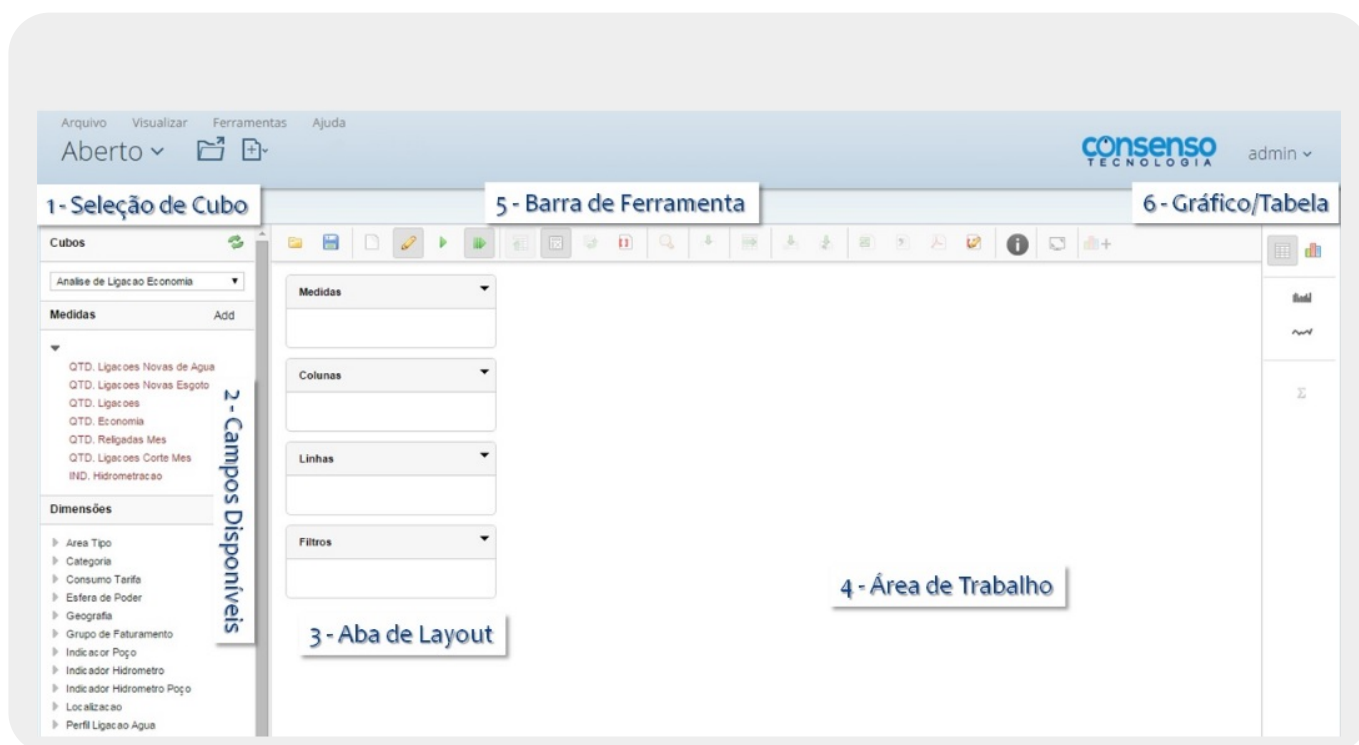 Arquivo Visualizar Ferramentas Ajuda
Aberto
consenso
TECNOLOGIA
admin
1 - Seleção de Cubo
5 - Barra de Ferramenta
6 - Gráfico/Tabela
Cubos
Analise de Ligacao Economia
Medidas Add
QTD. Ligacoes Novas de Agua
QTD. Ligacoes Novas Esgoto
QTD. Ligacoes
QTD. Economia
QTD. Religadas Mes
QTD. Ligacoes Corte Mes
IND. Hidrometracao
2 - Campos Disponíveis
Dimensões
Area Tipo
Categoria
Consumo Tarifa
Esfera de Poder
Geografia
Grupo de Faturamento
Indicacor Poço
Indicador Hidrometro
Indicador Hidrometro Poço
Localizacao
Perfil Ligacao Agua
Medidas
Colunas
Linhas
Filtros
3 - Aba de Layout
4 - Área de Trabalho
Σ